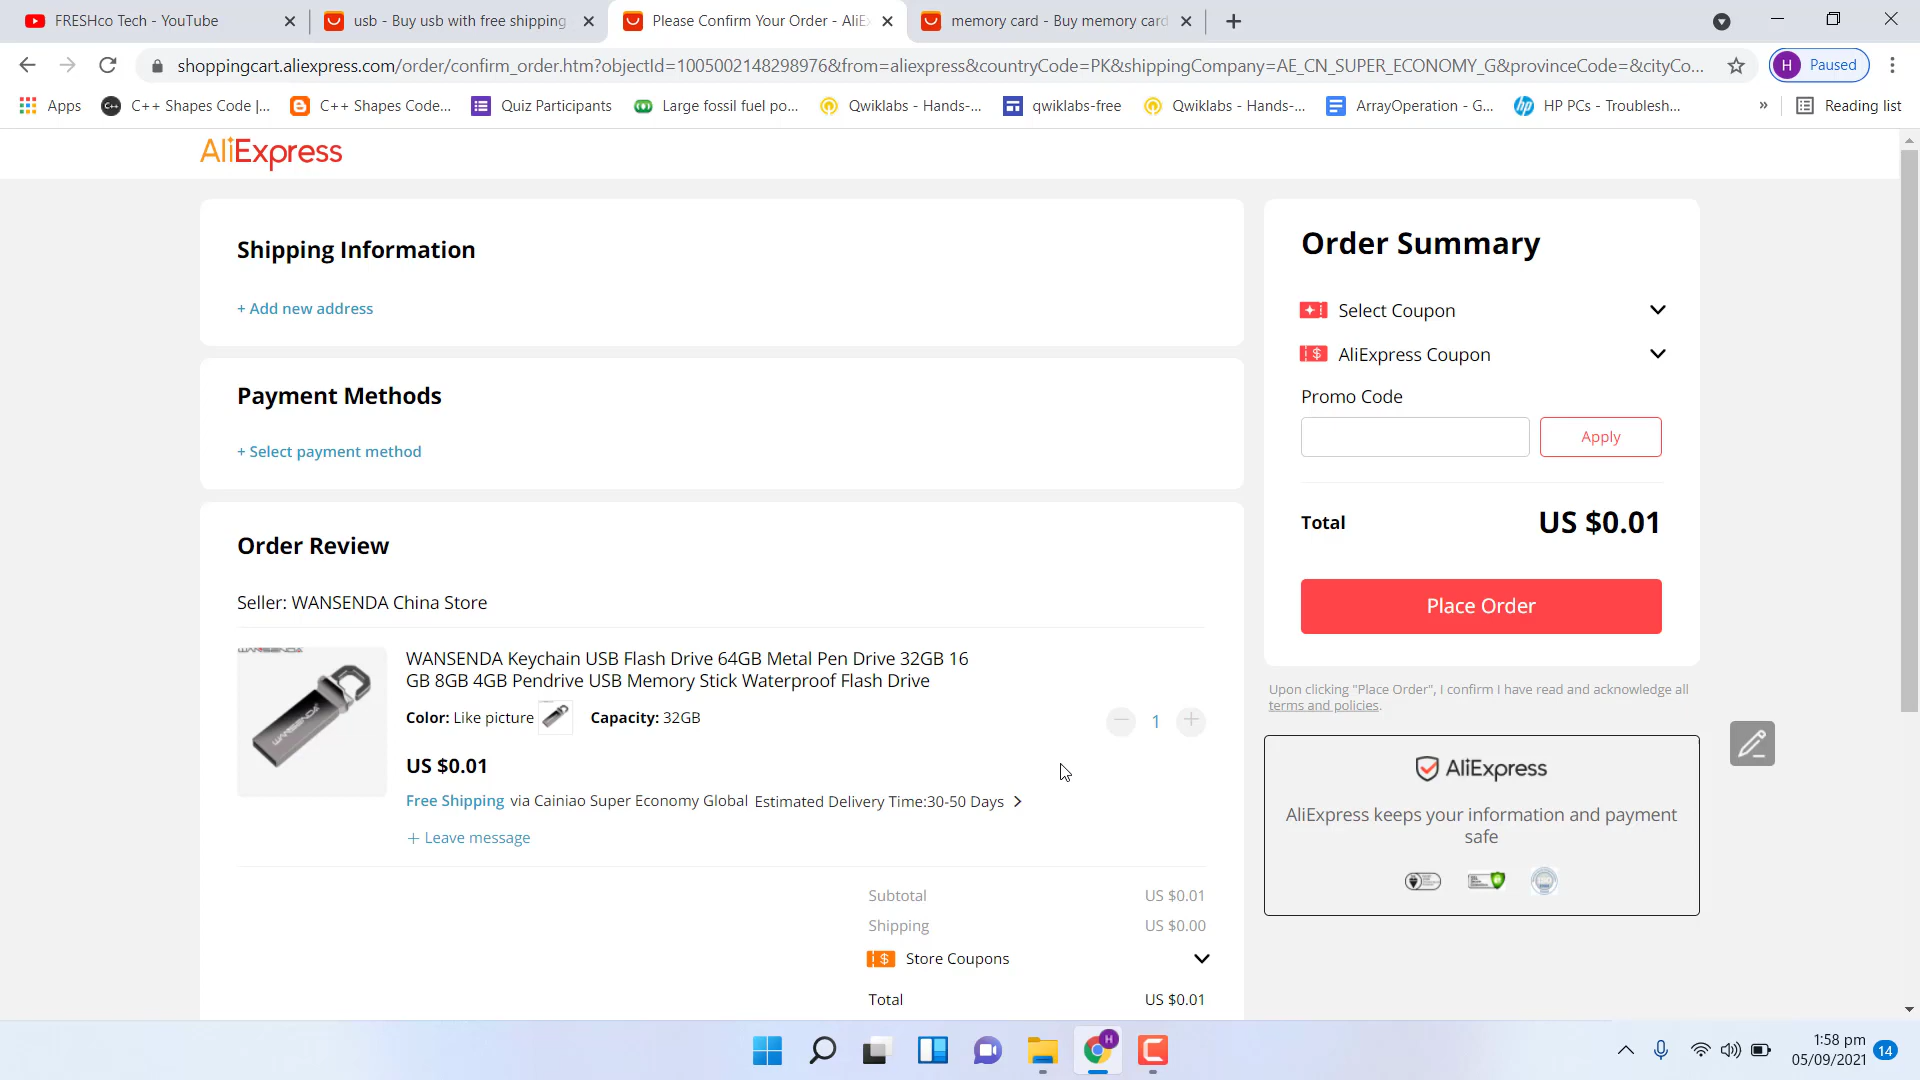 FRESHco Tech - YouTube
usb - Buy usb with free shipping
Please Confirm Your Order - AliEx
memory card - Buy memory card
shoppingcart.aliexpress.com/order/confirm_order.htm?objectId=1005002148298976&from=aliexpress&countryCode=PK&shippingCompany=AE_CN_SUPER_ECONOMY_G&provinceCode=&cityCo...
H Paused
Apps
C++ Shapes Code |...
C++ Shapes Code...
Quiz Participants
Large fossil fuel po...
Qwiklabs - Hands-...
qwiklabs-free
Qwiklabs - Hands-...
ArrayOperation - G...
HP PCs - Troublesh...
»
Reading list
AliExpress
Shipping Information
+ Add new address
Payment Methods
+ Select payment method
Order Review
Seller: WANSENDA China Store
WANSENDA
WANSENDA
WANSENDA Keychain USB Flash Drive 64GB Metal Pen Drive 32GB 16
GB 8GB 4GB Pendrive USB Memory Stick Waterproof Flash Drive
Color: Like picture Capacity: 32GB
1
US $0.01
Free Shipping via Cainiao Super Economy Global Estimated Delivery Time:30-50 Days
+ Leave message
Subtotal US $0.01
Shipping US $0.00
Store Coupons
Total US $0.01
Order Summary
Select Coupon
AliExpress Coupon
Promo Code
Apply
Total US $0.01
Place Order
Upon clicking "Place Order", I confirm I have read and acknowledge all
terms and policies.
AliExpress
AliExpress keeps your information and payment
safe
H
1:58 pm
05/09/2021
14